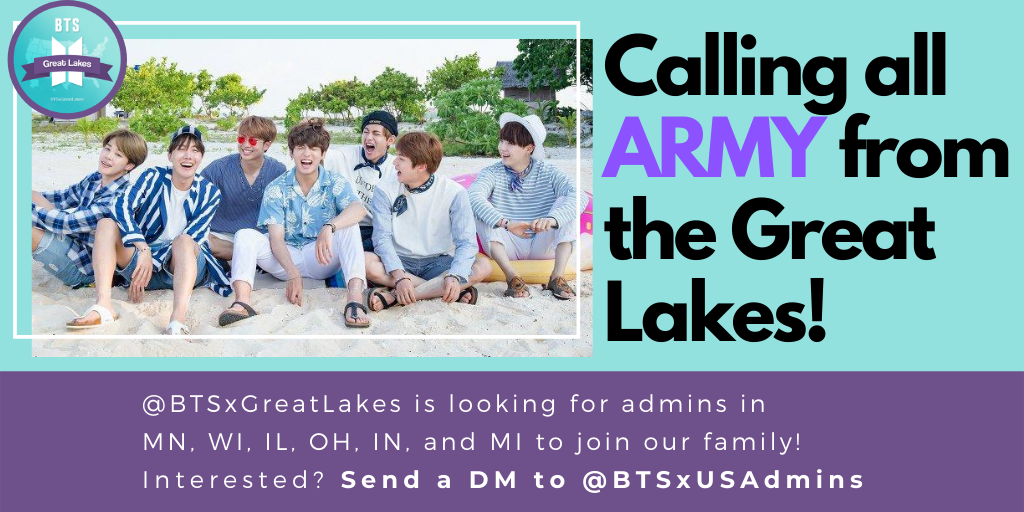 BTS
Great Lakes
Calling all
ARMY from
the Great
Lakes!
@BTSxGreatLakes is looking for admins in
MN, WI, IL, OH, IN, and MI to join our family!
Interested? Send a DM to @BTSxUSAdmins